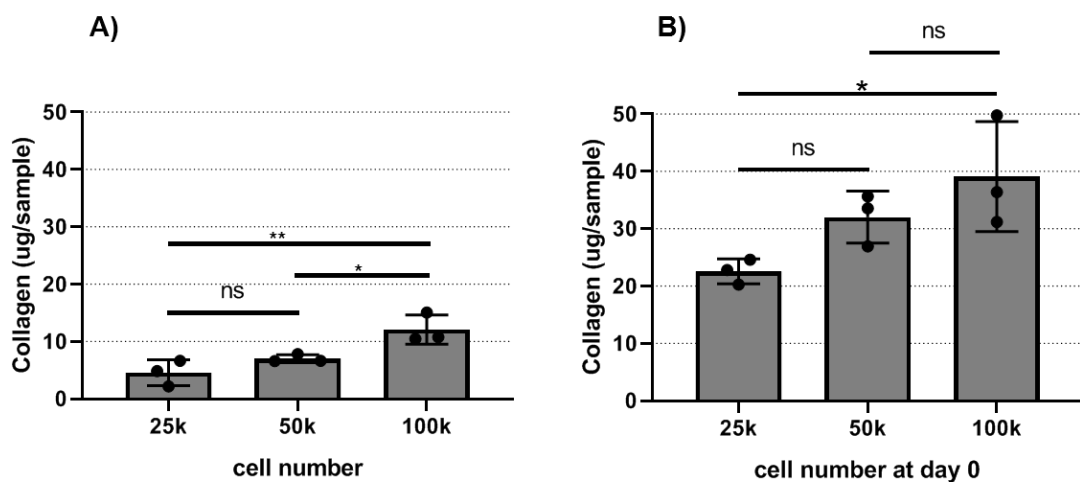 A)
Collagen (ug/sample)
50
40
30
20
10
0
**
*
ns
25k
50k
100k
cell number
B)
ns
*
ns
Collagen (ug/sample)
50
40
30
20
10
0
25k
50k
100k
cell number at day 0